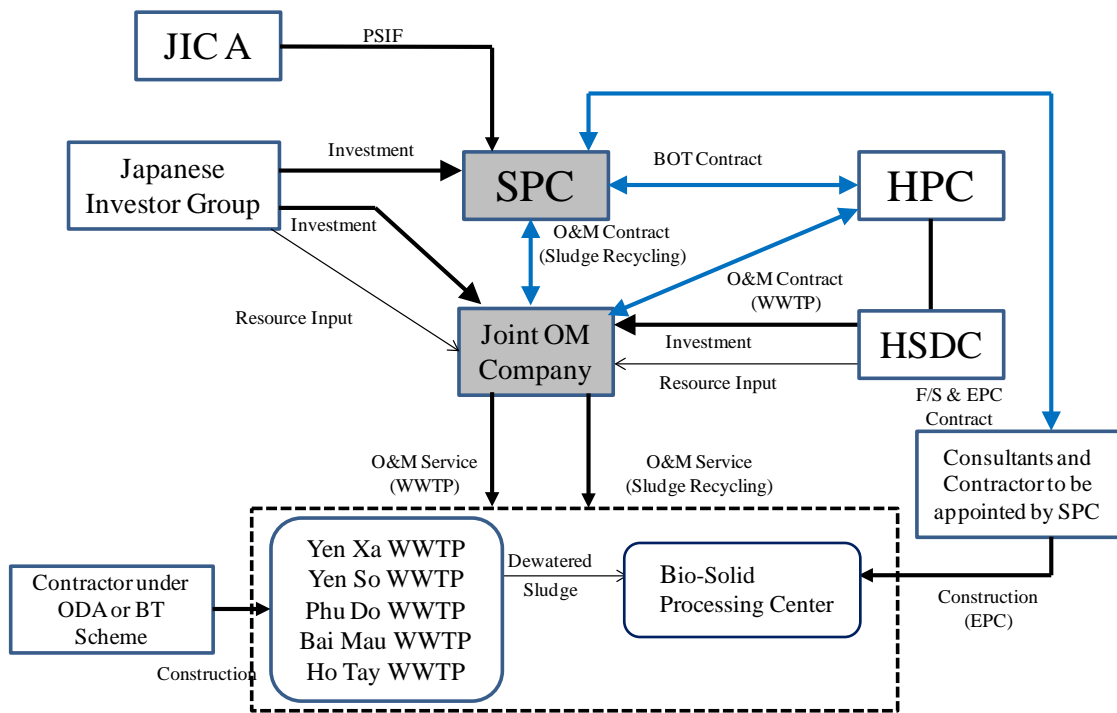 PSIF
JIC A
Investment
BOT Contract
Japanese
Investor Group
SPC
HPC
Investment
O&M Contract
(Sludge Recycling)
O&M Contract
(WWTP)
Resource Input
Joint OM
Company
Investment
HSDC
Resource Input
F/S & EPC
Contract
O&M Service
(WWTP)
O&M Service
(Sludge Recycling)
Consultants and
Contractor to be
appointed by SPC
Yen Xa WWTP
Yen So WWTP
Phu Do WWTP
Bai Mau WWTP
Ho Tay WWTP
Dewatered
Sludge
Bio-Solid
Processing Center
Contractor under
ODA or BT
Scheme
Construction
(EPC)
Construction